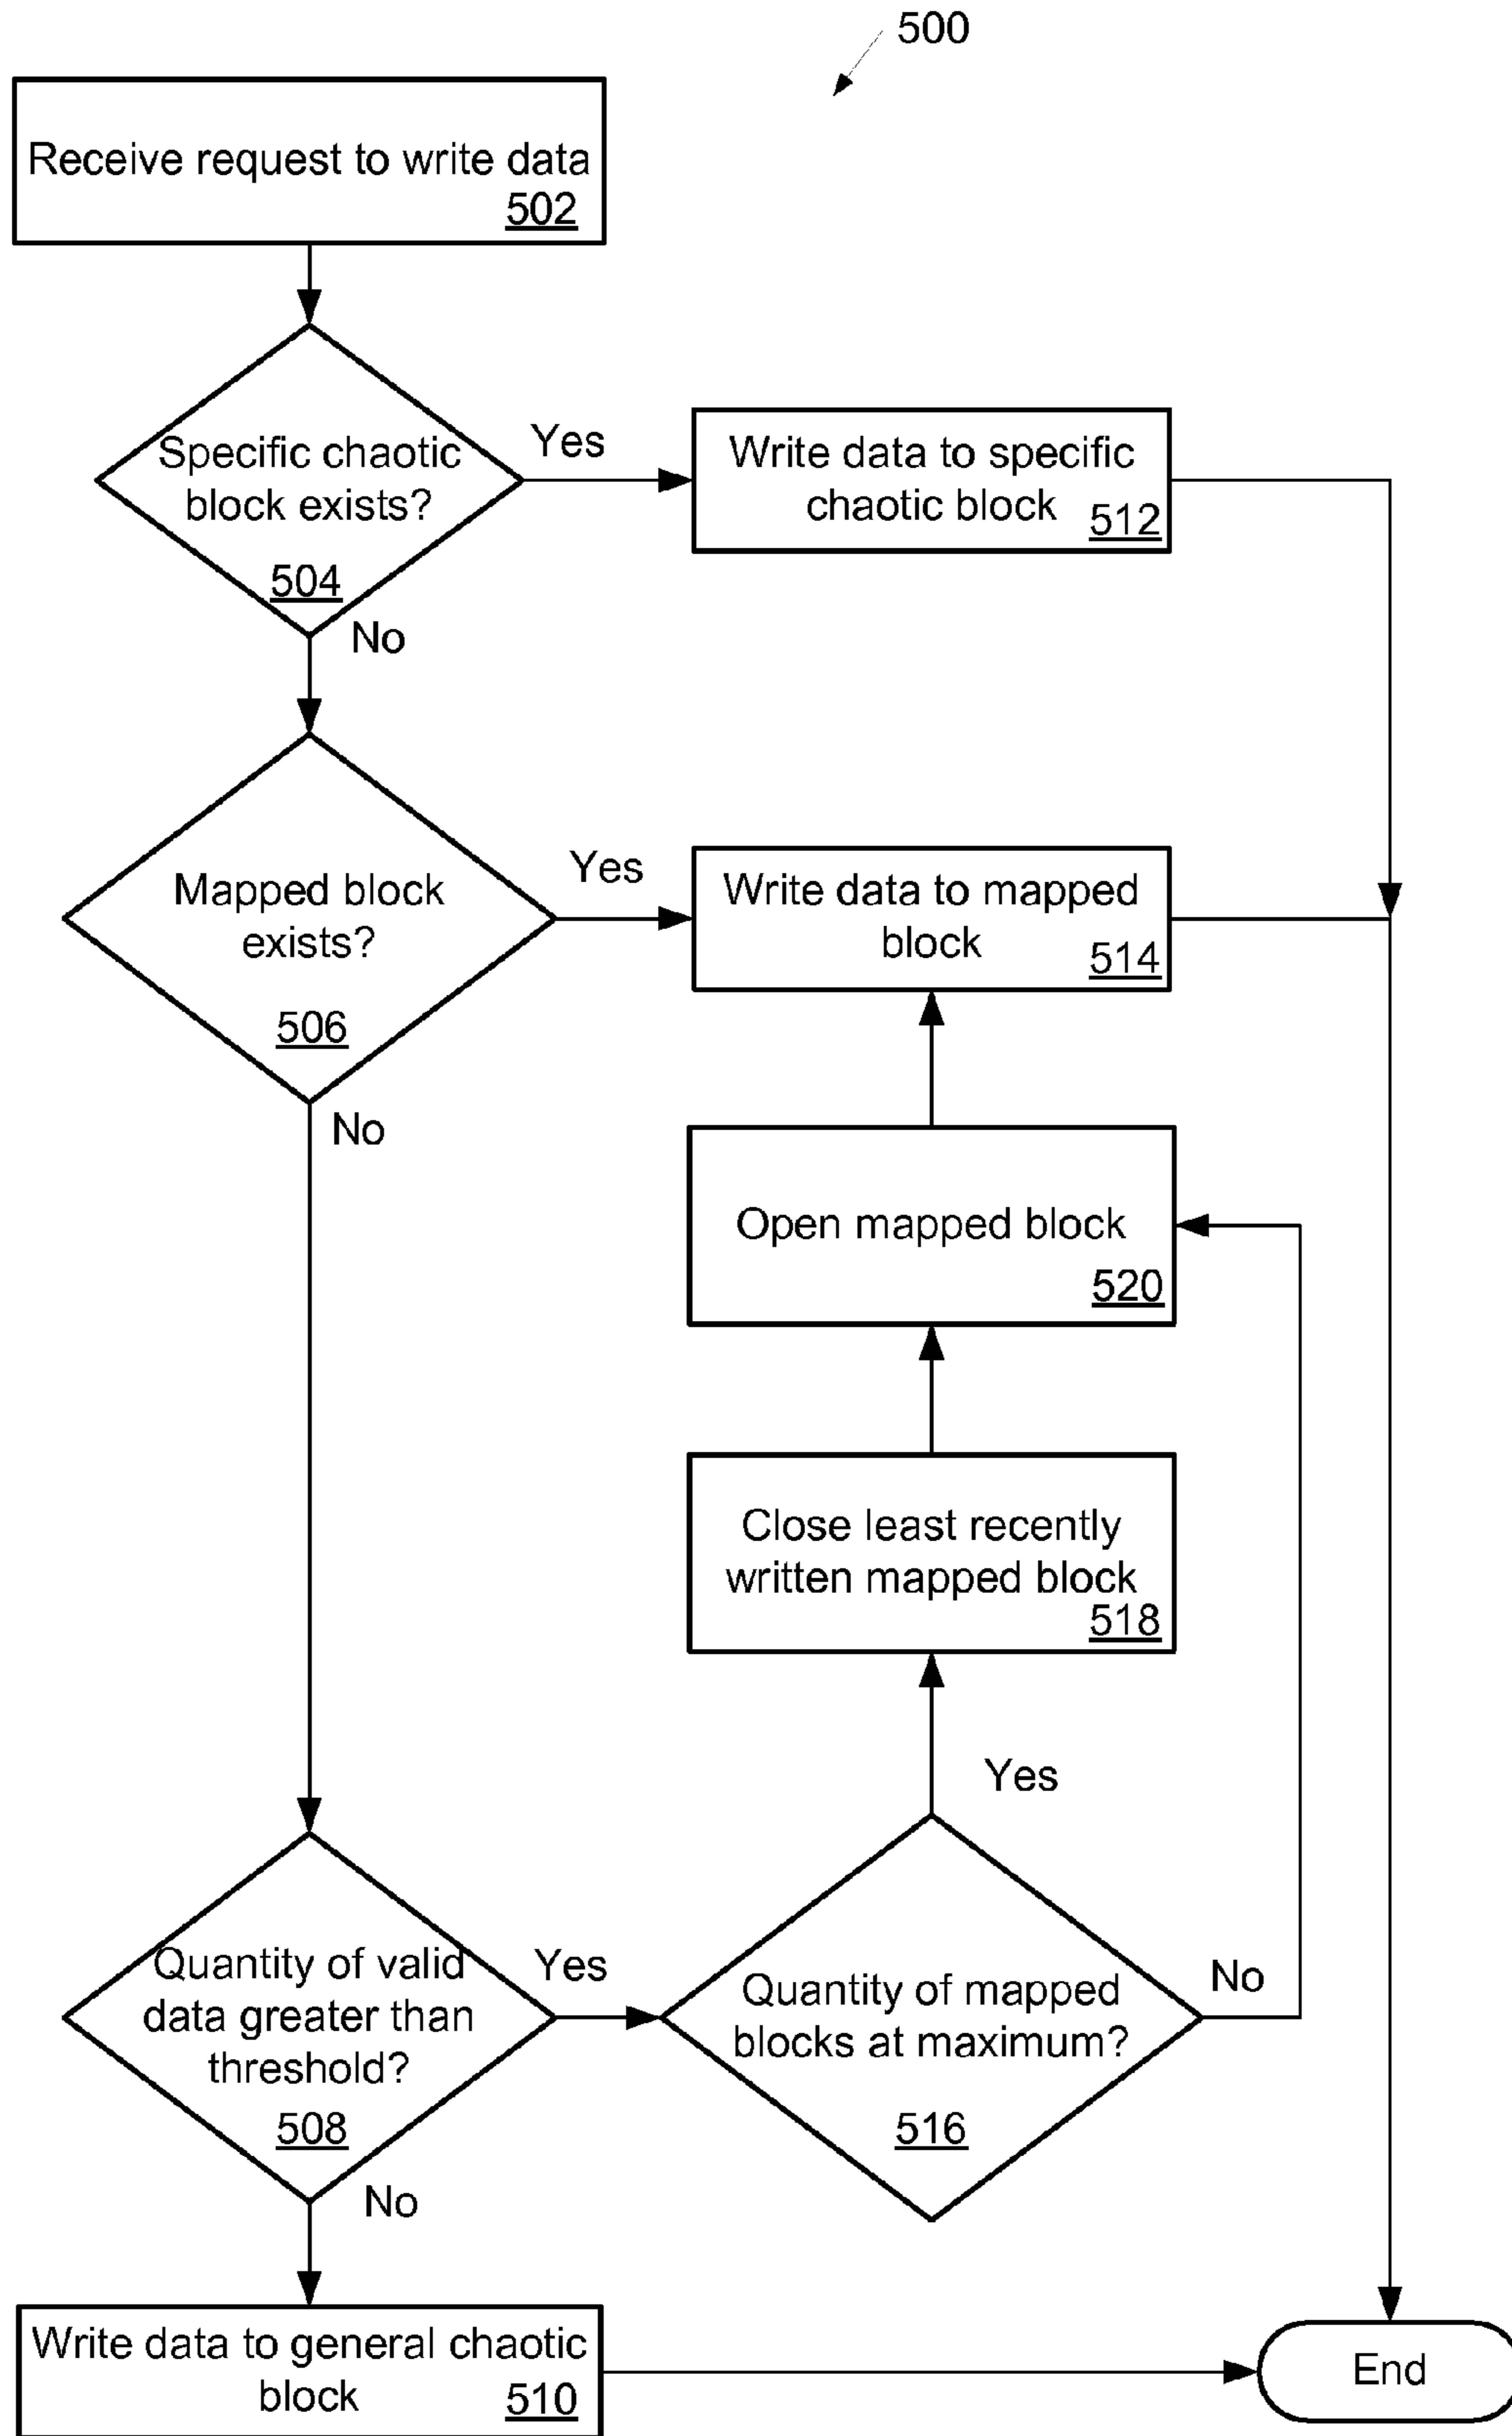 500
Receive request to write data
502
Specific chaotic
block exists?
504
Yes
No
Write data to specific
chaotic block
512
Mapped block
exists?
506
Yes
No
Write data to mapped
block
514
Open mapped block
520
Close least recently
written mapped block
518
Yes
Quantity of valid
data greater than
threshold?
508
Yes
No
Quantity of mapped
blocks at maximum?
516
No
Write data to general chaotic
block
510
End